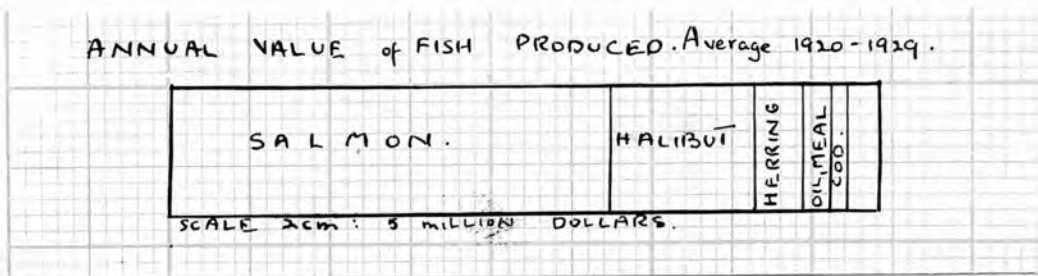 ANNUAL VALUE of FISH PRODUCED. Average 1920-1929.
SALMON.
HALIBUT
HERRING
OIL, MEAL
COD.
SCALE 2cm : 5 MILLION DOLLARS.